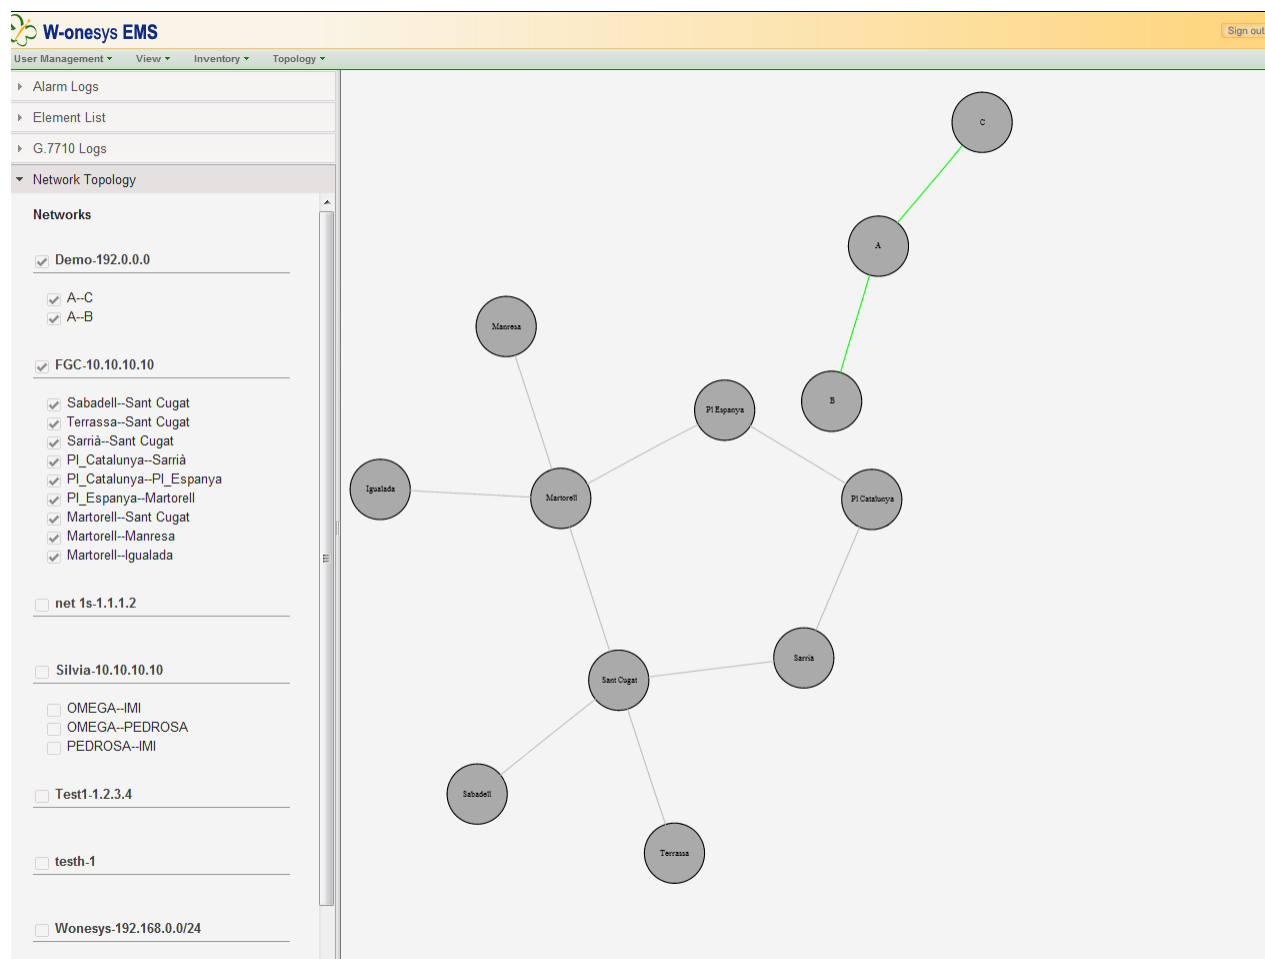 W-onesys EMS
Sign out
User Management
View
Inventory
Topology
Alarm Logs
Element List
G.7710 Logs
Network Topology
Networks
Demo-192.0.0.0
A--C
A--B
FGC-10.10.10.10
Sabadell--Sant Cugat
Terrassa--Sant Cugat
Sarrià--Sant Cugat
Pl_Catalunya--Sarrià
Pl_Catalunya--Pl_Espanya
Pl_Espanya--Martorell
Martorell--Sant Cugat
Martorell--Manresa
Martorell--Igualada
net 1s-1.1.1.2
Silvia-10.10.10.10
OMEGA--IMI
OMEGA--PEDROSA
PEDROSA--IMI
Test1-1.2.3.4
testh-1
Wonesys-192.168.0.0/24
C
A
Manresa
B
Pl Espanya
Igualada
Martorell
Pl Catalunya
Sarrià
Sant Cugat
Sabadell
Terrassa